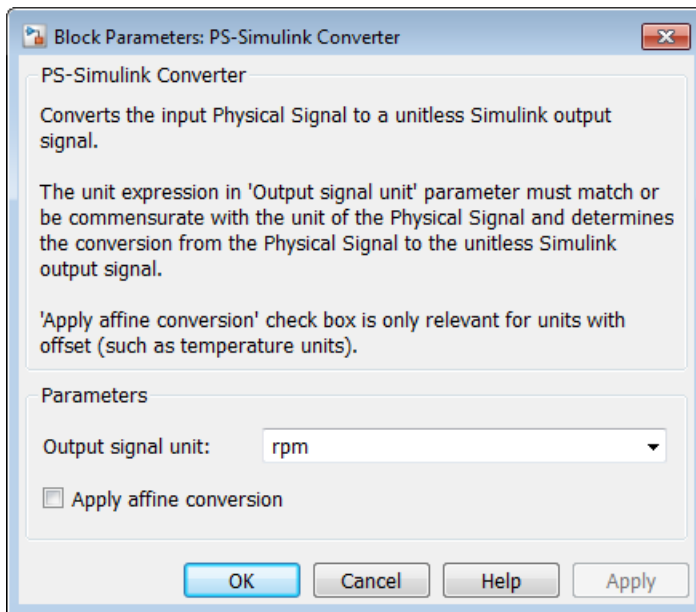 Block Parameters: PS-Simulink Converter
PS-Simulink Converter
Converts the input Physical Signal to a unitless Simulink output
signal.
The unit expression in 'Output signal unit' parameter must match or
be commensurate with the unit of the Physical Signal and determines
the conversion from the Physical Signal to the unitless Simulink
output signal.
'Apply affine conversion' check box is only relevant for units with
offset (such as temperature units).
Parameters
Output signal unit: rpm
Apply affine conversion
OK Cancel Help Apply